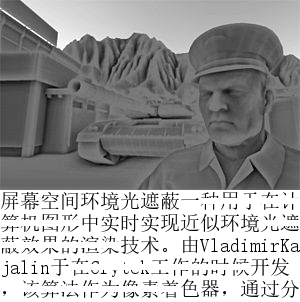 屏幕空间环境光遮蔽一种用于在计
算机图形中实时实现近似环境光遮
蔽效果的渲染技术。由VladimirKa
jalin于在Crytek工作的时候开发
，该算法作为像素着色器，通过分